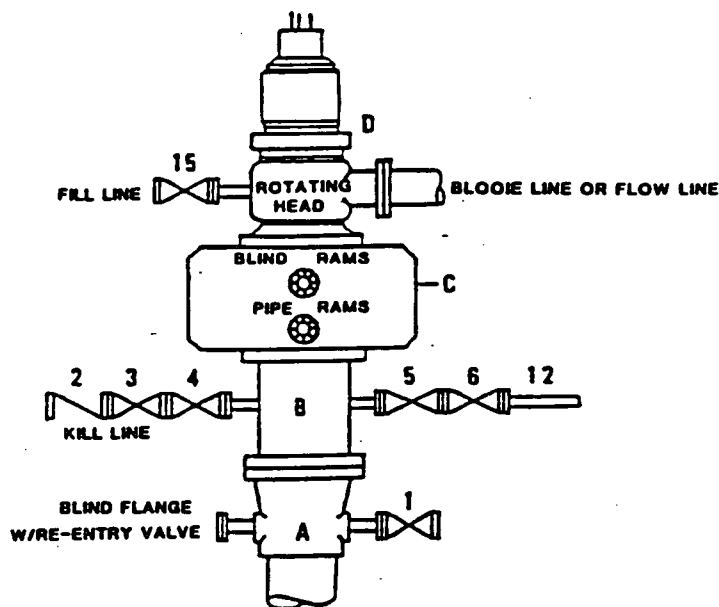 D
15
FILL LINE
ROTATING HEAD
BLOOIE LINE OR FLOW LINE
BLIND RAMS
C
PIPE RAMS
2 3 4
5 6 12
B
KILL LINE
BLIND FLANGE
W/RE-ENTRY VALVE
A
1